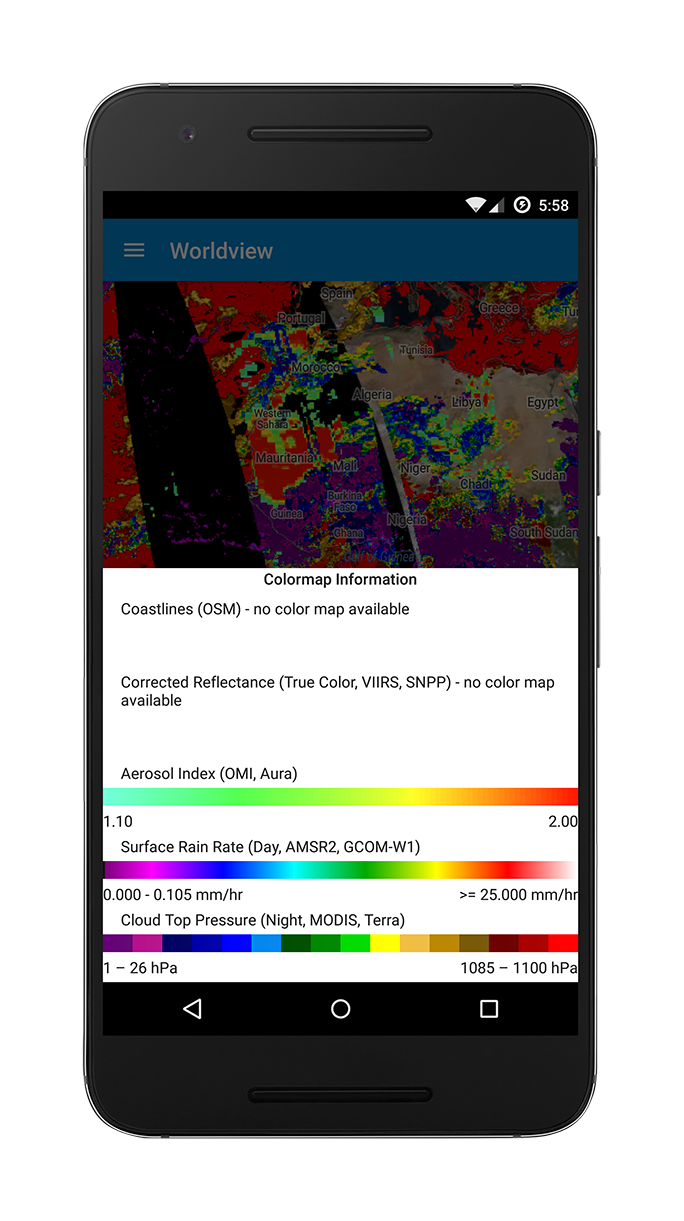 5:58
Worldview
Spain
Portugal
Greece
Tu
Tunisia
Morocco
Algeria
Libya
Egypt
Western
Sahara
Mauritania
Mali
Niger
Chad
Sudan
Burkina
Faso
Guinea
Ghana
Nigeria
South Sudan
Gulf of Guinea
Colormap Information
Coastlines (OSM) - no color map available
Corrected Reflectance (True Color, VIIRS, SNPP) - no color map
available
Aerosol Index (OMI, Aura)
1.10 2.00
Surface Rain Rate (Day, AMSR2, GCOM-W1)
0.000 - 0.105 mm/hr >= 25.000 mm/hr
Cloud Top Pressure (Night, MODIS, Terra)
1 – 26 hPa 1085 – 1100 hPa